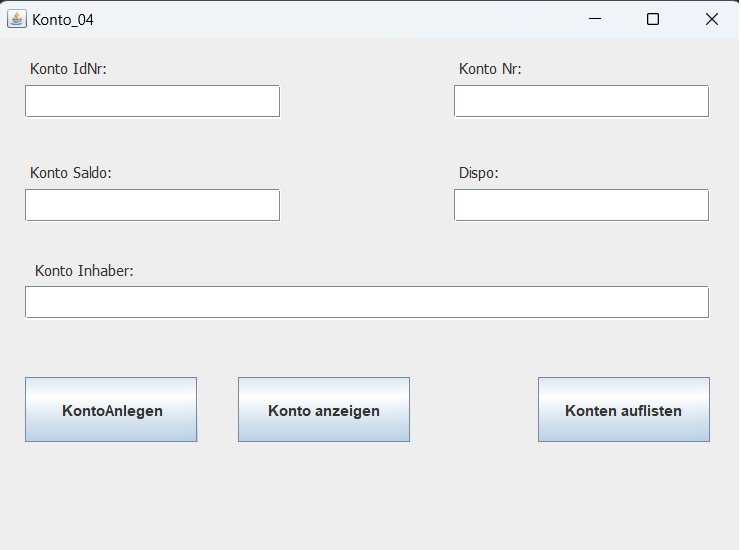 Konto_04
Konto IdNr:
Konto Nr:
Konto Saldo:
Dispo:
Konto Inhaber:
KontoAnlegen
Konto anzeigen
Konten auflisten